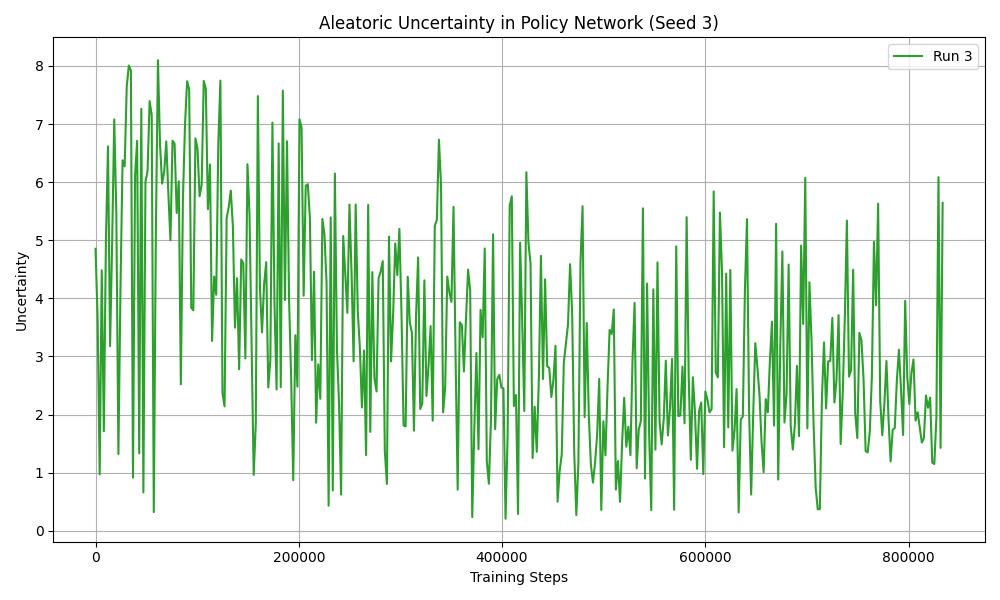 Aleatoric Uncertainty in Policy Network (Seed 3)
Run 3
Uncertainty
8
7
6
5
4
3
2
1
0
0 200000 400000 600000 800000
Training Steps